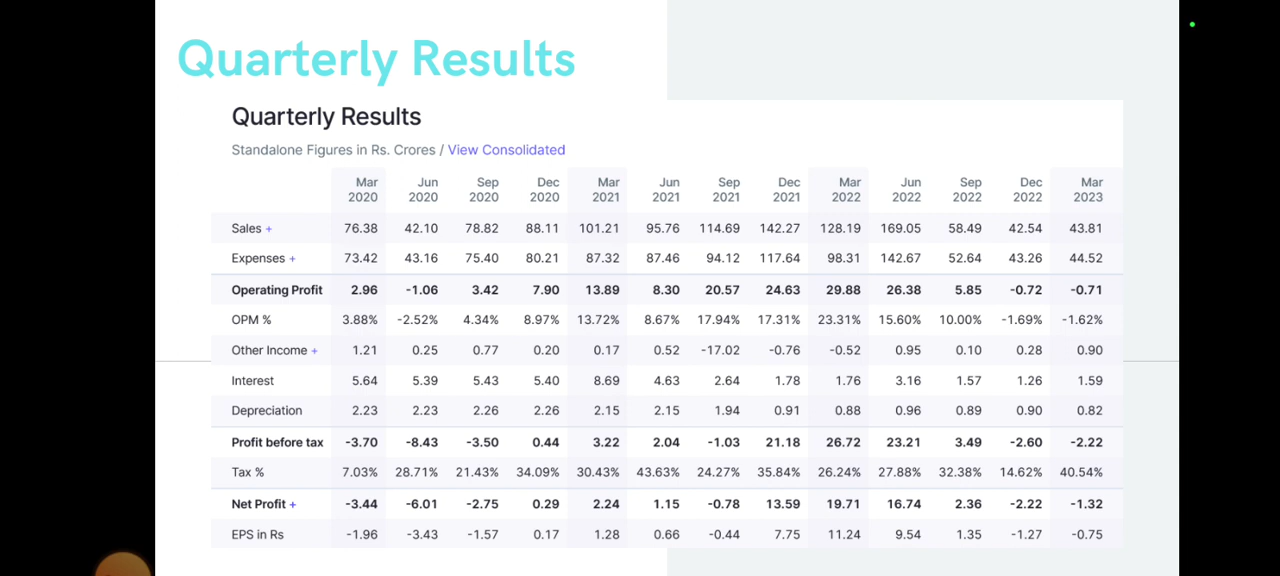 Quarterly Results
Quarterly Results
Standalone Figures in Rs. Crores / View Consolidated
Mar 2020 Jun 2020 Sep 2020 Dec 2020 Mar 2021 Jun 2021 Sep 2021 Dec 2021 Mar 2022 Jun 2022 Sep 2022 Dec 2022 Mar 2023
Sales + 76.38 42.10 78.82 88.11 101.21 95.76 114.69 142.27 128.19 169.05 58.49 42.54 43.81
Expenses + 73.42 43.16 75.40 80.21 87.32 87.46 94.12 117.64 98.31 142.67 52.64 43.26 44.52
Operating Profit 2.96 -1.06 3.42 7.90 13.89 8.30 20.57 24.63 29.88 26.38 5.85 -0.72 -0.71
OPM % 3.88% -2.52% 4.34% 8.97% 13.72% 8.67% 17.94% 17.31% 23.31% 15.60% 10.00% -1.69% -1.62%
Other Income + 1.21 0.25 0.77 0.20 0.17 0.52 -17.02 -0.76 -0.52 0.95 0.10 0.28 0.90
Interest 5.64 5.39 5.43 5.40 8.69 4.63 2.64 1.78 1.76 3.16 1.57 1.26 1.59
Depreciation 2.23 2.23 2.26 2.26 2.15 2.15 1.94 0.91 0.88 0.96 0.89 0.90 0.82
Profit before tax -3.70 -8.43 -3.50 0.44 3.22 2.04 -1.03 21.18 26.72 23.21 3.49 -2.60 -2.22
Tax % 7.03% 28.71% 21.43% 34.09% 30.43% 43.63% 24.27% 35.84% 26.24% 27.88% 32.38% 14.62% 40.54%
Net Profit + -3.44 -6.01 -2.75 0.29 2.24 1.15 -0.78 13.59 19.71 16.74 2.36 -2.22 -1.32
EPS in Rs -1.96 -3.43 -1.57 0.17 1.28 0.66 -0.44 7.75 11.24 9.54 1.35 -1.27 -0.75